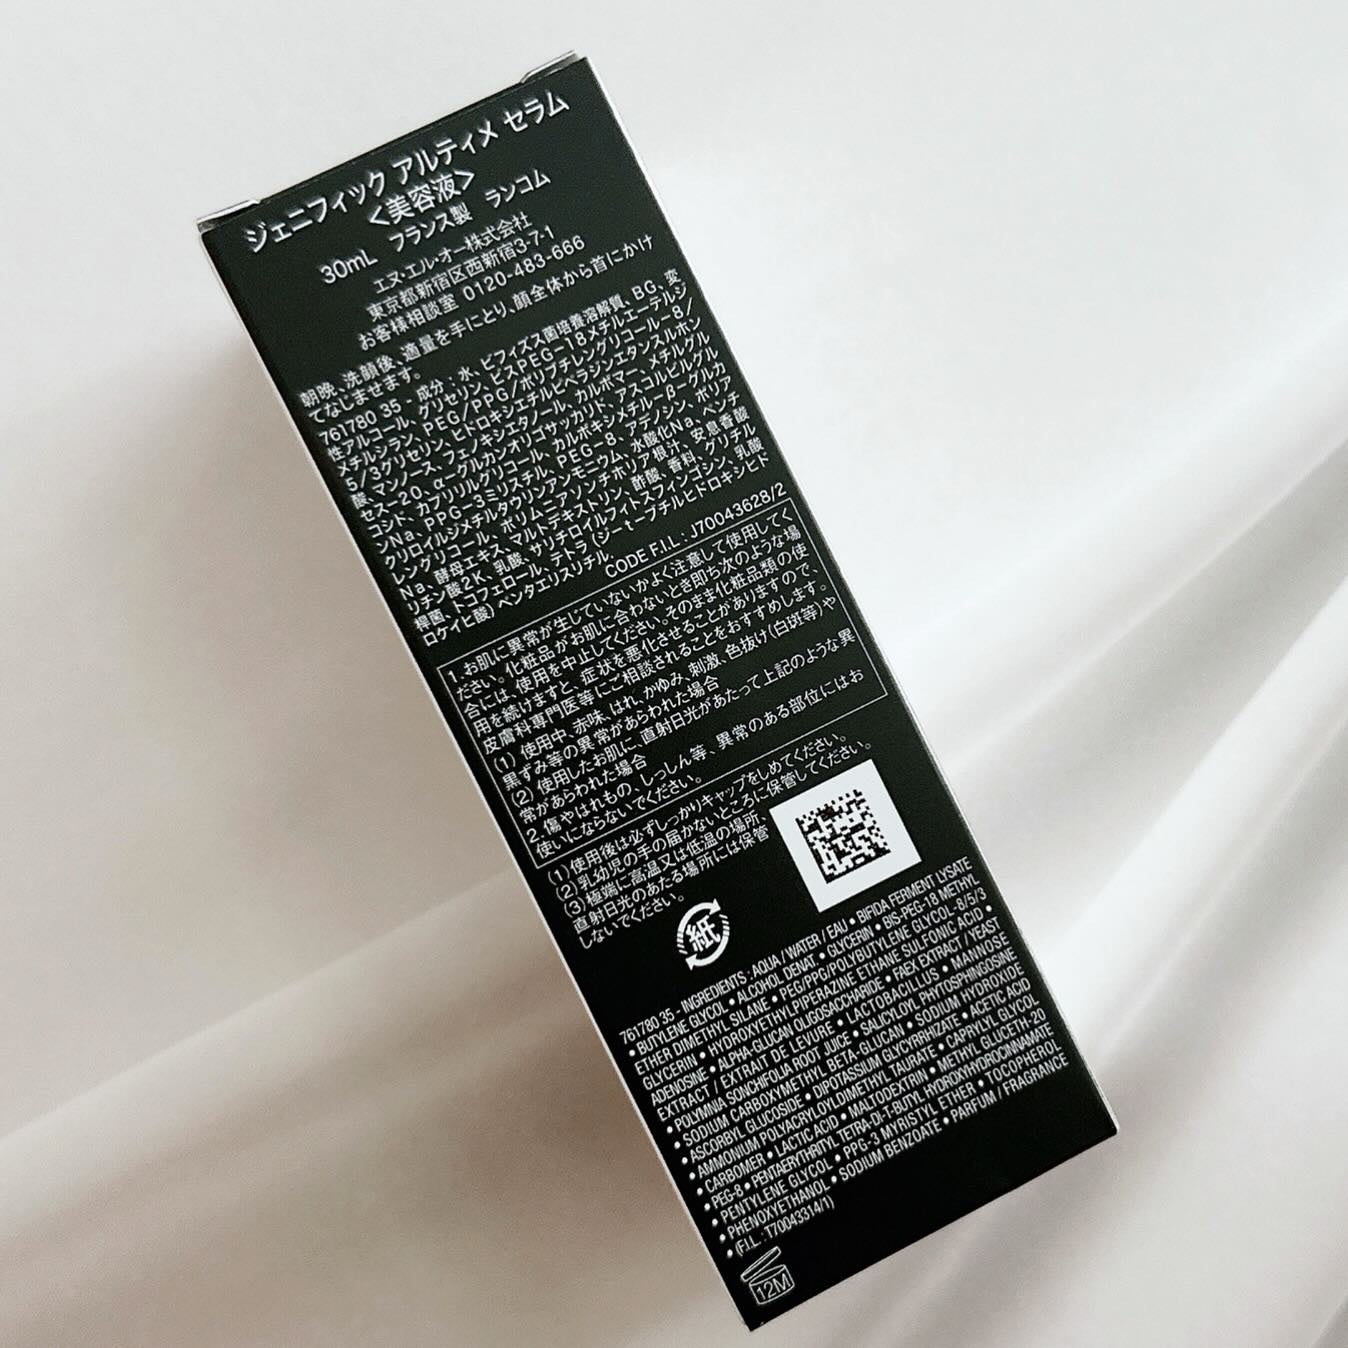 ジェニフィック アルティメ セラム
<美容液>
30mL フランス製 ランコム
エヌ・エル・オー株式会社
東京都新宿区西新宿3-7-1
お客様相談室 0120-483-666
朝晩、洗顔後、適量を手にとり、顔全体から首にかけ
てなじませます。
761780 35 - 成分：水、ビフィズス菌培養溶解質、BG、変
性アルコール、グリセリン、ビスPEG-18メチルエーテルジ
メチルシラン、PEG/PPG/ポリブチレングリコール-8/
5/3グリセリン、ヒドロキシエチルピペラジンエタンスルホン
酸、マンノース、フェノキシエタノール、カルボマー、メチルグル
セス-20、α-グルカンオリゴサッカリド、アスコルビルグル
コシド、カプリリルグリコール、カルボキシメチル-β-グルカ
ンNa、PPG-3ミリスチル、PEG-8、アデノシン、ポリア
クリロイルジメチルタウリンアンモニウム、水酸化Na、ペンチ
レングリコール、ポリムニアソンチホリア根汁、安息香酸
Na、酵母エキス、マルトデキストリン、酢酸、香料、グリチル
リチン酸2K、乳酸、サリチロイルフィトスフィンゴシン、乳酸
桿菌、トコフェロール、テトラ(ジ-t-ブチルヒドロキシヒド
ロケイヒ酸)ペンタエリスリチル
CODE F.I.L : J70043628/2
1. お肌に異常が生じていないかよく注意して使用してく
ださい。化粧品がお肌に合わないとき即ち次のような場
合には、使用を中止してください。そのまま化粧品類の使
用を続けますと、症状を悪化させることがありますので、
皮膚科専門医等にご相談されることをおすすめします。
(1) 使用中、赤味、はれ、かゆみ、刺激、色抜け(白斑等)や
黒ずみ等の異常があらわれた場合
(2) 使用したお肌に、直射日光があたって上記のような異
常があらわれた場合
2. 傷やはれもの、しっしん等、異常のある部位にはお
使いにならないでください。
(1) 使用後は必ずしっかりキャップをしめてください。
(2) 乳幼児の手の届かないところに保管してください。
(3) 極端に高温又は低温の場所、
直射日光のあたる場所には保管
しないでください。
紙
761780 35 - INGREDIENTS : AQUA / WATER / EAU • BIFIDA FERMENT LYSATE
• BUTYLENE GLYCOL • ALCOHOL DENAT. • GLYCERIN • BIS-PEG-18 METHYL
ETHER DIMETHYL SILANE • PEG/PPG/POLYBUTYLENE GLYCOL-8/5/3
GLYCERIN • HYDROXYETHYLPIPERAZINE ETHANE SULFONIC ACID •
ADENOSINE • ALPHA-GLUCAN OLIGOSACCHARIDE • FAEX EXTRACT / YEAST
EXTRACT / EXTRAIT DE LEVURE • LACTOBACILLUS • MANNOSE
• POLYMNIA SONCHIFOLIA ROOT JUICE • SALICYLOYL PHYTOSPHINGOSINE
• SODIUM CARBOXYMETHYL BETA-GLUCAN • SODIUM HYDROXIDE
• ASCORBYL GLUCOSIDE • DIPOTASSIUM GLYCYRRHIZATE • ACETIC ACID
• AMMONIUM POLYACRYLOYLDIMETHYL TAURATE • CAPRYLYL GLYCOL
• CARBOMER • LACTIC ACID • MALTODEXTRIN • METHYL GLUCETH-20
• PEG-8 • PENTAERYTHRITYL TETRA-DI-T-BUTYL HYDROXYHYDROCINNAMATE
• PENTYLENE GLYCOL • PPG-3 MYRISTYL ETHER • TOCOPHEROL
• PHENOXYETHANOL • SODIUM BENZOATE • PARFUM / FRAGRANCE
• (F.I.L. : T70043314/1)
12M